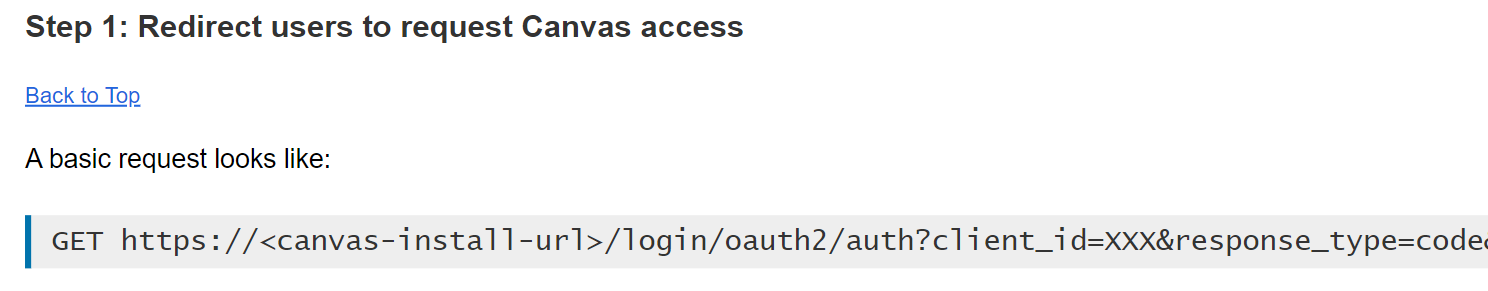 Step 1: Redirect users to request Canvas access
Back to Top
A basic request looks like:
GET https://<canvas-install-url>/login/oauth2/auth?client_id=XXX&response_type=code